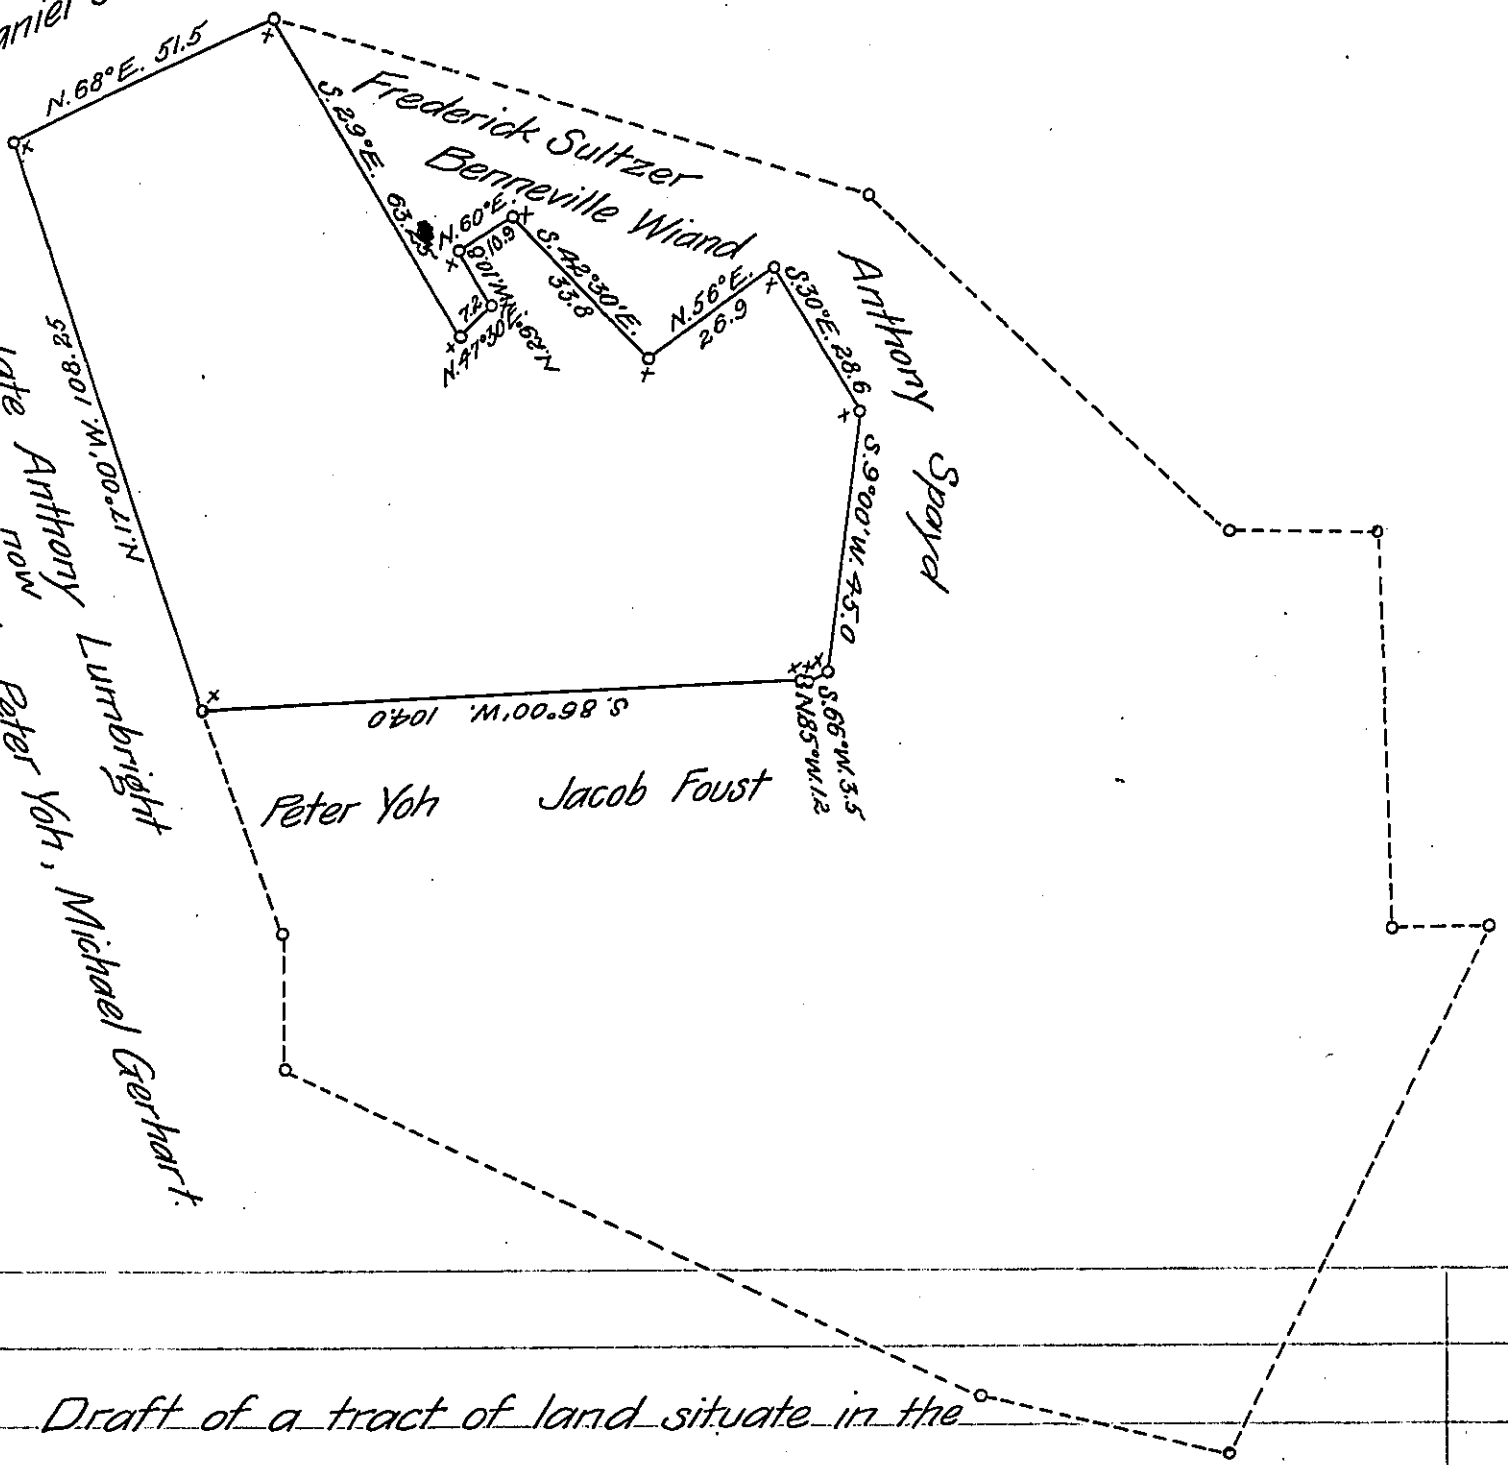 N.68°E. 51.5
S.29°E. 63.25
Frederick Sultzer
Benneville Wiand
N.60°E.
10.9
N.29°W. 10.8
7.2
N.47°30'E.
S.42°30'E.
33.8
N.56°E.
26.9
S.30°E. 28.6
Anthony Spayd
S.9°00'W. 45.0
S.66°W. 3.5
N.85°W. 1.2
S.86°00'W. 104.0
N.17°00'W. 108.25
late Anthony Lumbright
now Peter Yoh, Michael Gerhart.
Peter Yoh
Jacob Foust
Draft of a tract of land situate in the